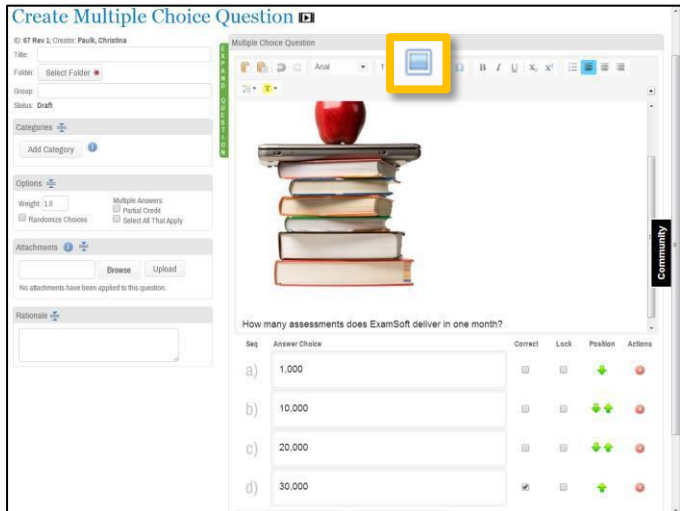 Create Multiple Choice Question
ID: 67 Rev 1; Creator: Paulk, Christina
Title:
Folder: Select Folder *
Group:
Status: Draft
Categories
Add Category
Options
Weight: 1.0
Randomize Choices
Multiple Answers:
Partial Credit
Select All That Apply
Attachments
Browse Upload
No attachments have been applied to this question.
Rationale
EXPAND QUESTION
Multiple Choice Question
Arial
Ω B I U X₂ X²
T
How many assessments does ExamSoft deliver in one month?
Seq Answer Choice Correct Lock Position Actions
a) 1,000
b) 10,000
c) 20,000
d) 30,000
Community